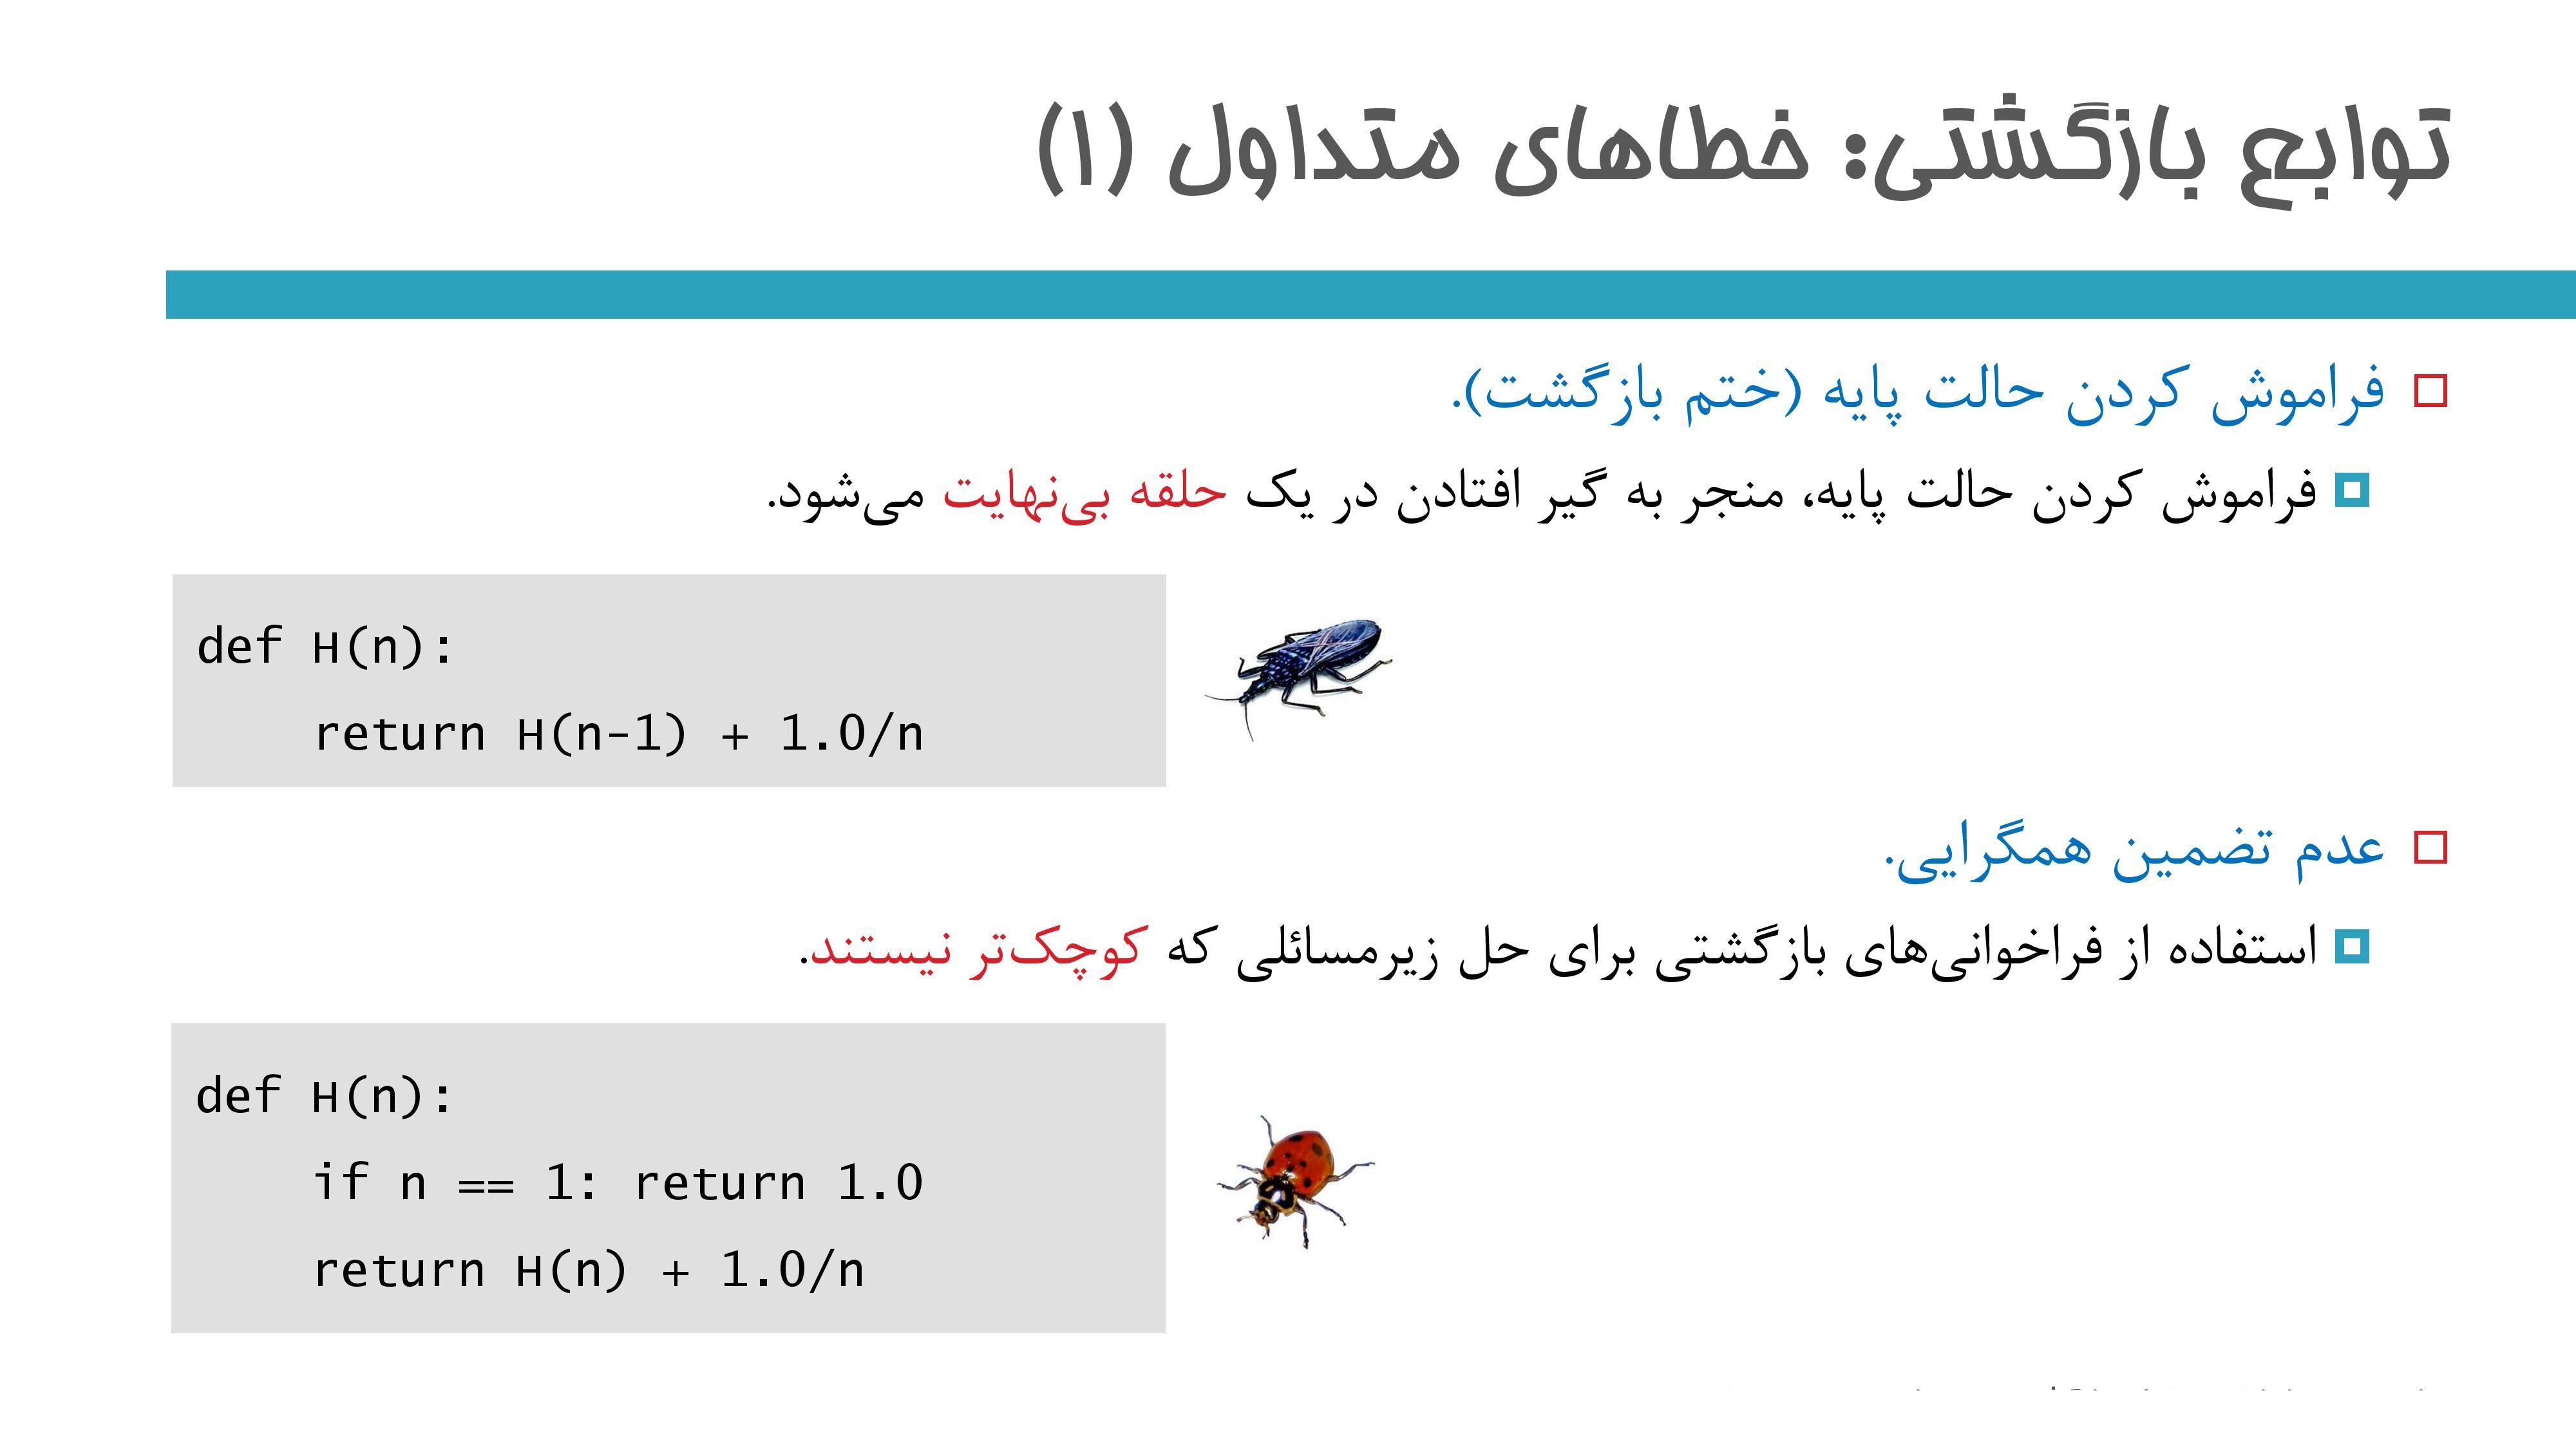 توابع بازگشتی: خطاهای متداول (۱)
فراموش کردن حالت پایه (ختم بازگشت).
فراموش کردن حالت پایه، منجر به گیر افتادن در یک حلقه بی‌نهایت می‌شود.
def H(n):
    return H(n-1) + 1.0/n
عدم تضمین همگرایی.
استفاده از فراخوانی‌های بازگشتی برای حل زیرمسائلی که کوچک‌تر نیستند.
def H(n):
    if n == 1: return 1.0
    return H(n) + 1.0/n